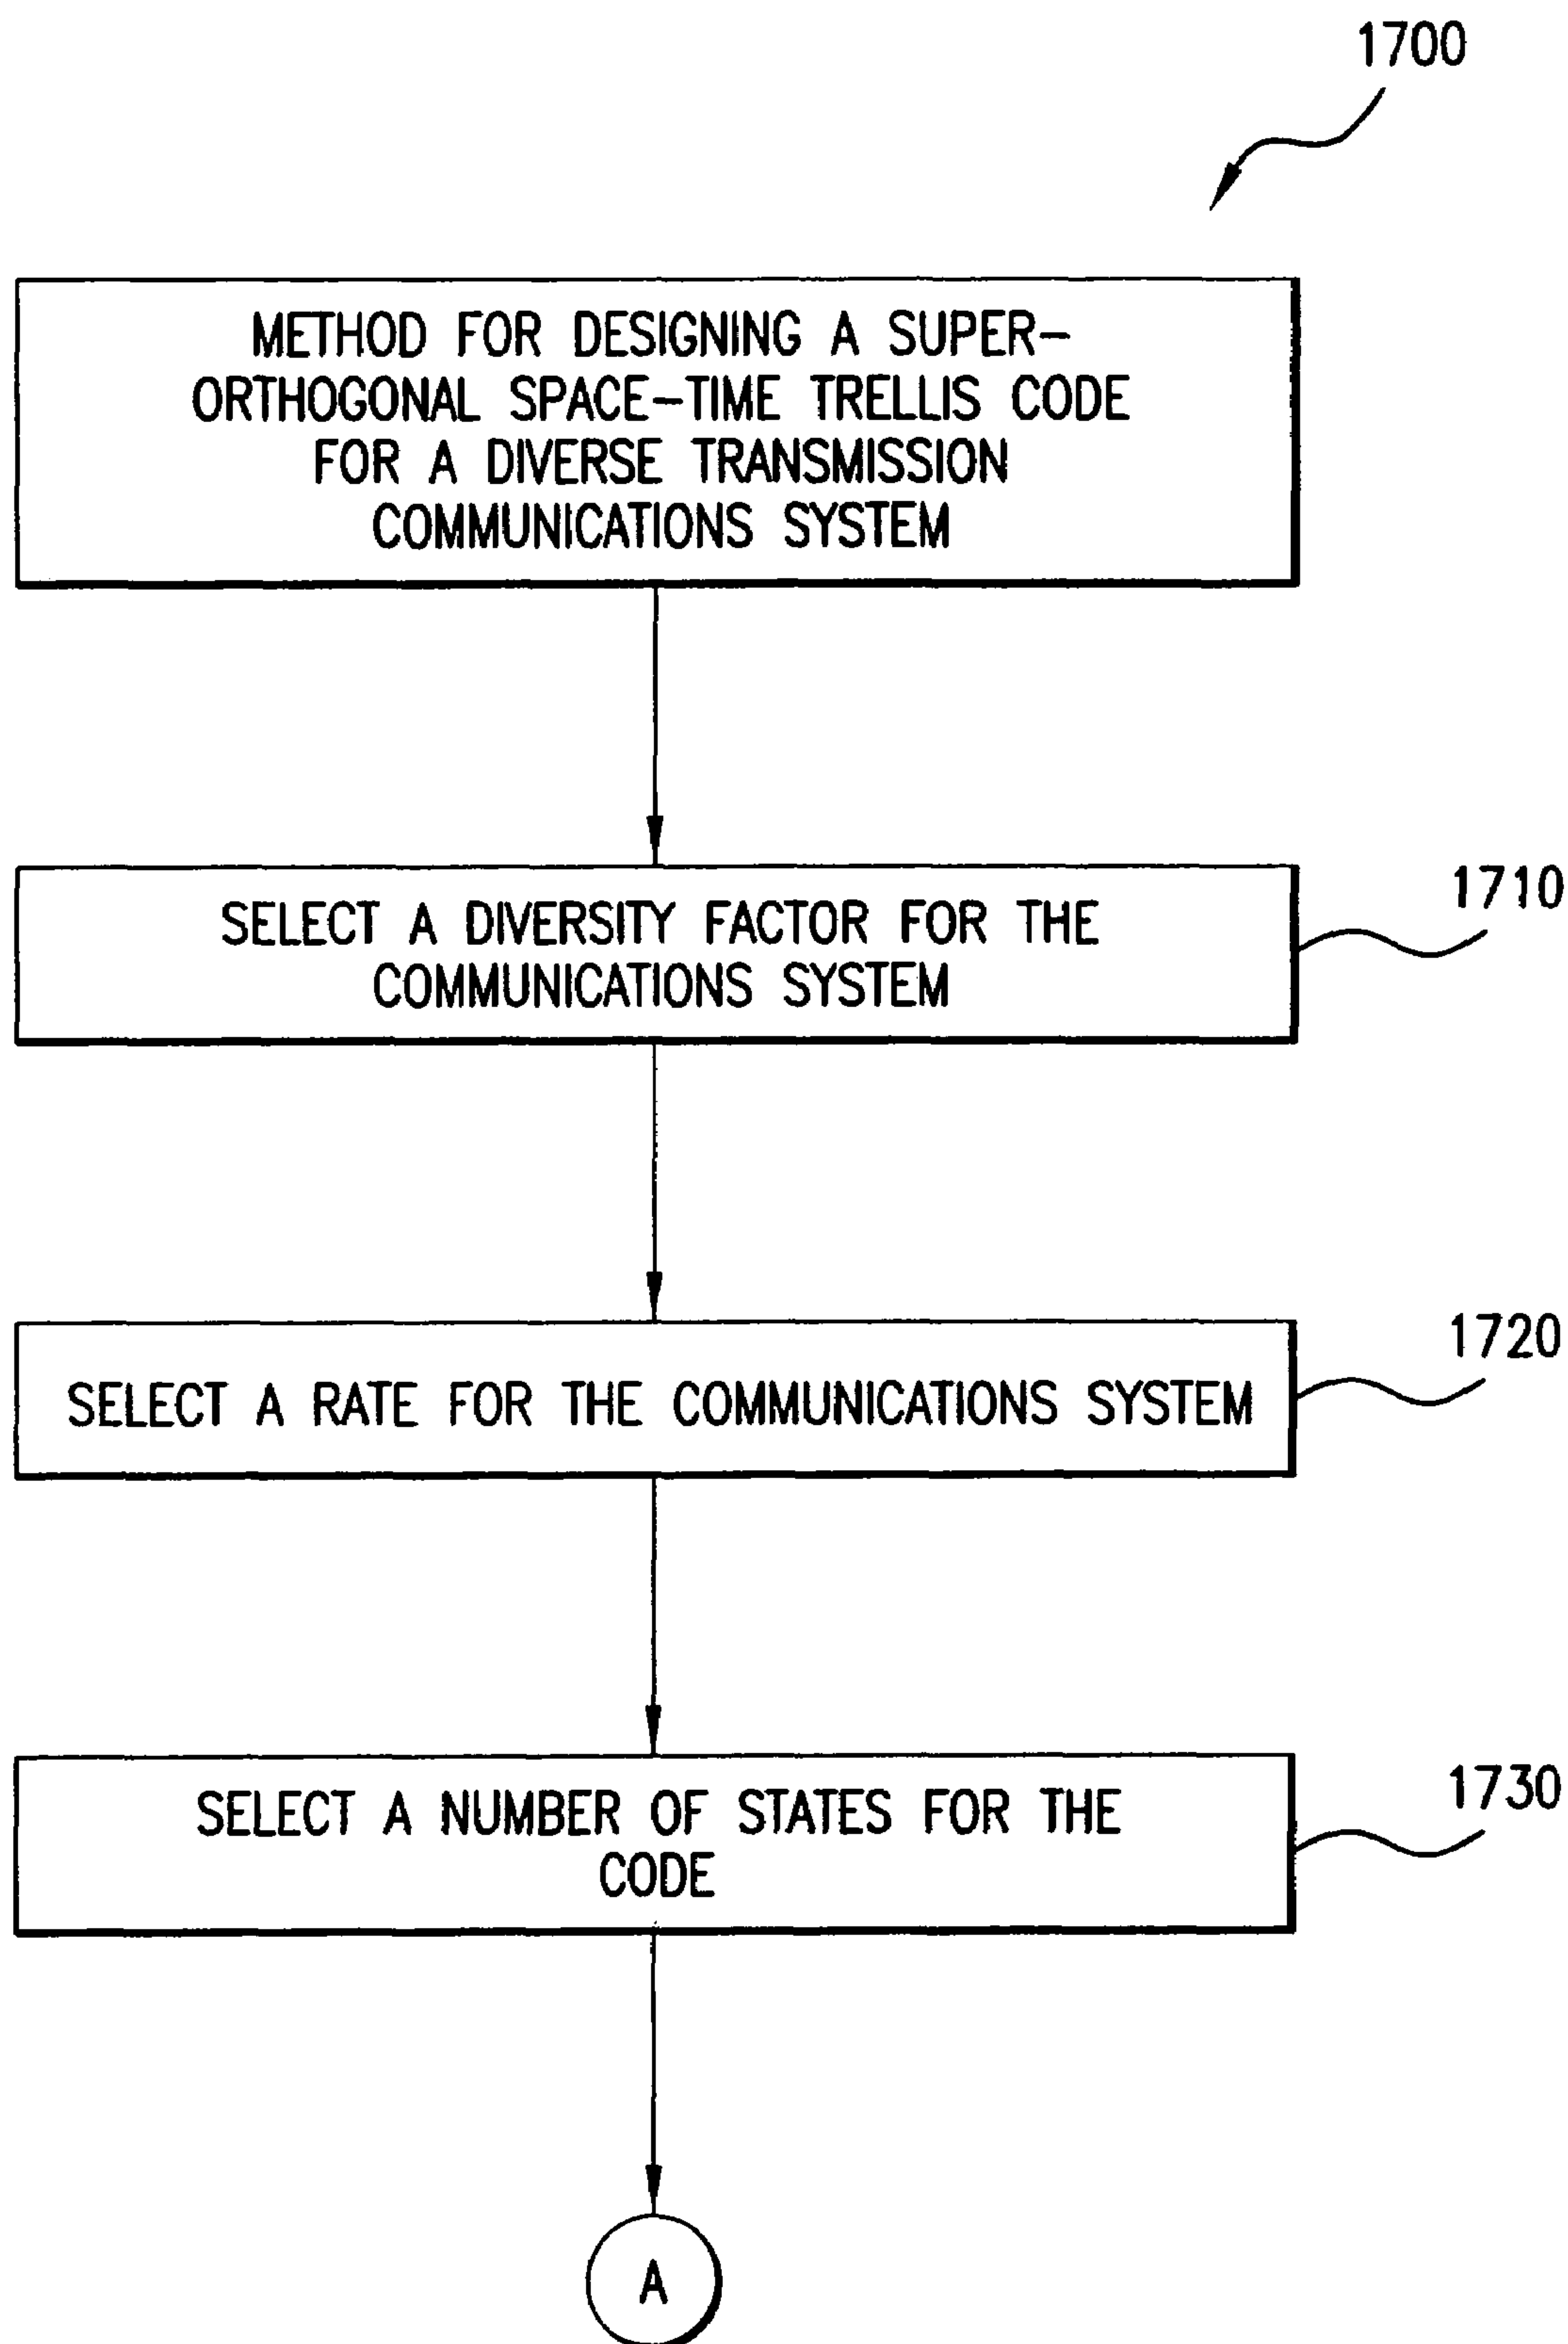 1700
METHOD FOR DESIGNING A SUPER-
ORTHOGONAL SPACE-TIME TRELLIS CODE
FOR A DIVERSE TRANSMISSION
COMMUNICATIONS SYSTEM
SELECT A DIVERSITY FACTOR FOR THE
COMMUNICATIONS SYSTEM
1710
SELECT A RATE FOR THE COMMUNICATIONS SYSTEM
1720
SELECT A NUMBER OF STATES FOR THE
CODE
1730
A